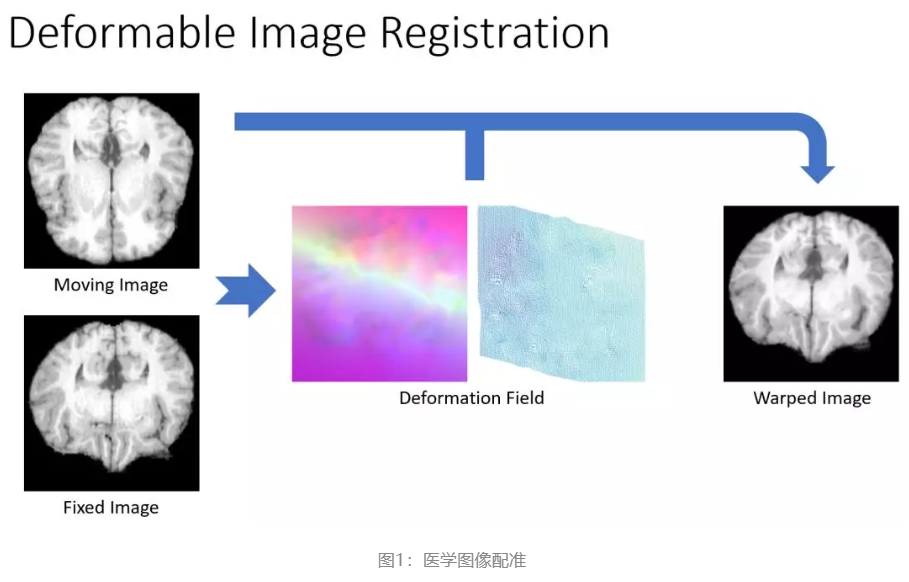 Deformable Image Registration
Moving Image
Fixed Image
Deformation Field
Warped Image
图1：医学图像配准